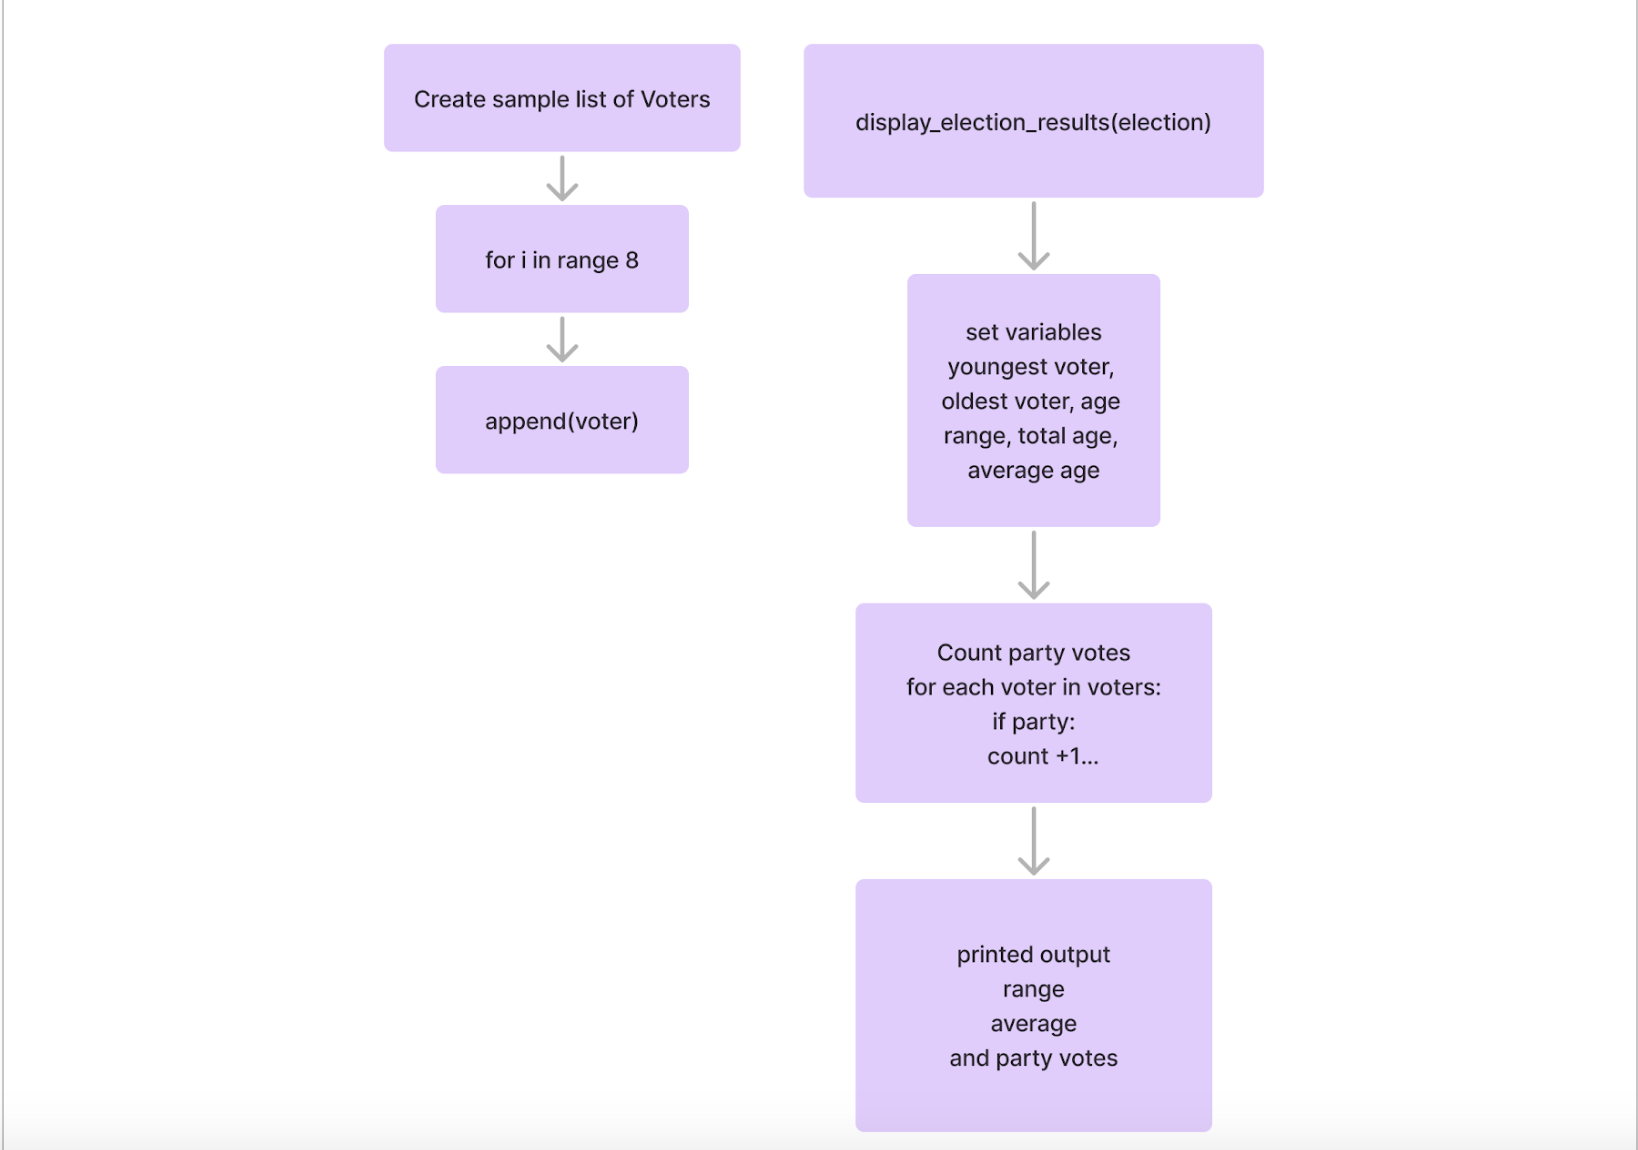 Create sample list of Voters
for i in range 8
append(voter)
display_election_results(election)
set variables
youngest voter,
oldest voter, age
range, total age,
average age
Count party votes
for each voter in voters:
if party:
count +1...
printed output
range
average
and party votes